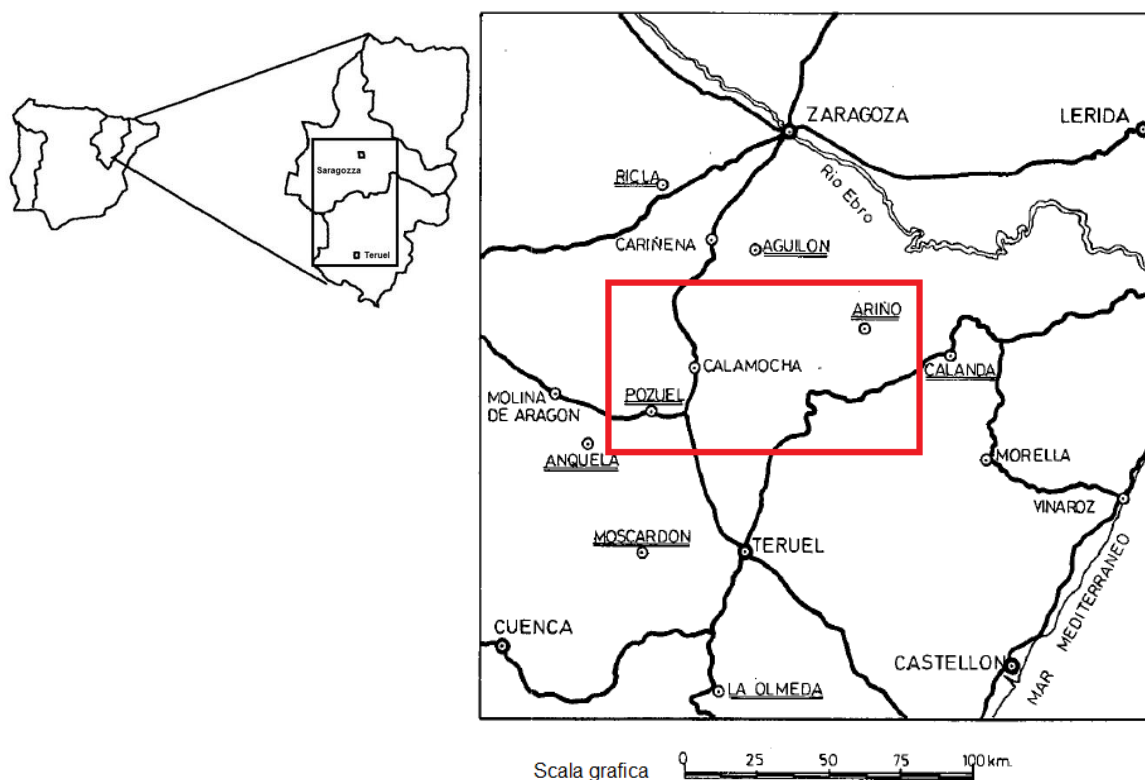 Saragozza
Teruel
ZARAGOZA
LERIDA
RICLA
Rio Ebro
CARIÑENA
AGUILON
ARIÑO
CALAMOCHA
CALANDA
MOLINA
DE ARAGON
POZUEL
ANQUELA
MORELLA
VINAROZ
MOSCARDON
TERUEL
MAR MEDITERRANEO
CUENCA
CASTELLON
LA OLMEDA
Scala grafica
0 25 50 75 100 km.